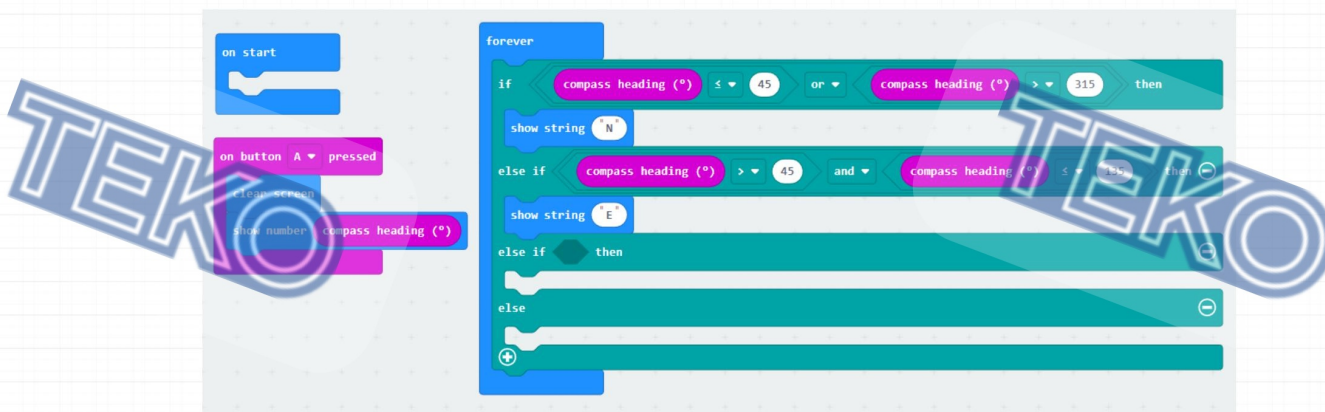 on start
on button A pressed
clear screen
show number compass heading (°)
forever
if compass heading (°) ≤ 45 or compass heading (°) > 315 then
show string "N"
else if compass heading (°) > 45 and compass heading (°) ≤ 135 then
show string "E"
else if then
else
TEKO
TEKO